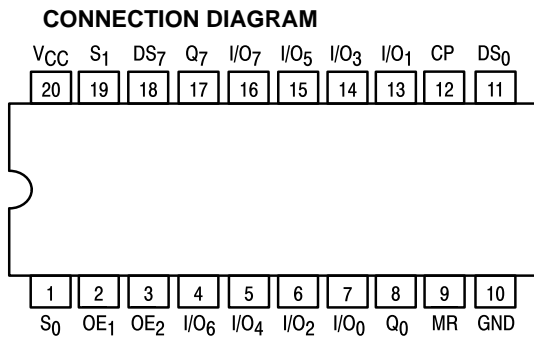 CONNECTION DIAGRAM
VCC S1 DS7 Q7 I/O7 I/O5 I/O3 I/O1 CP DS0
20 19 18 17 16 15 14 13 12 11
1 2 3 4 5 6 7 8 9 10
S0 OE1 OE2 I/O6 I/O4 I/O2 I/O0 Q0 MR GND